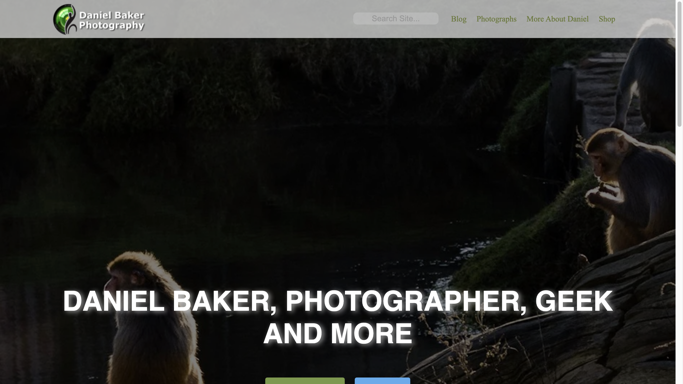 Daniel Baker
Photography
Search Site...
Blog
Photographs
More About Daniel
Shop
DANIEL BAKER, PHOTOGRAPHER, GEEK
AND MORE